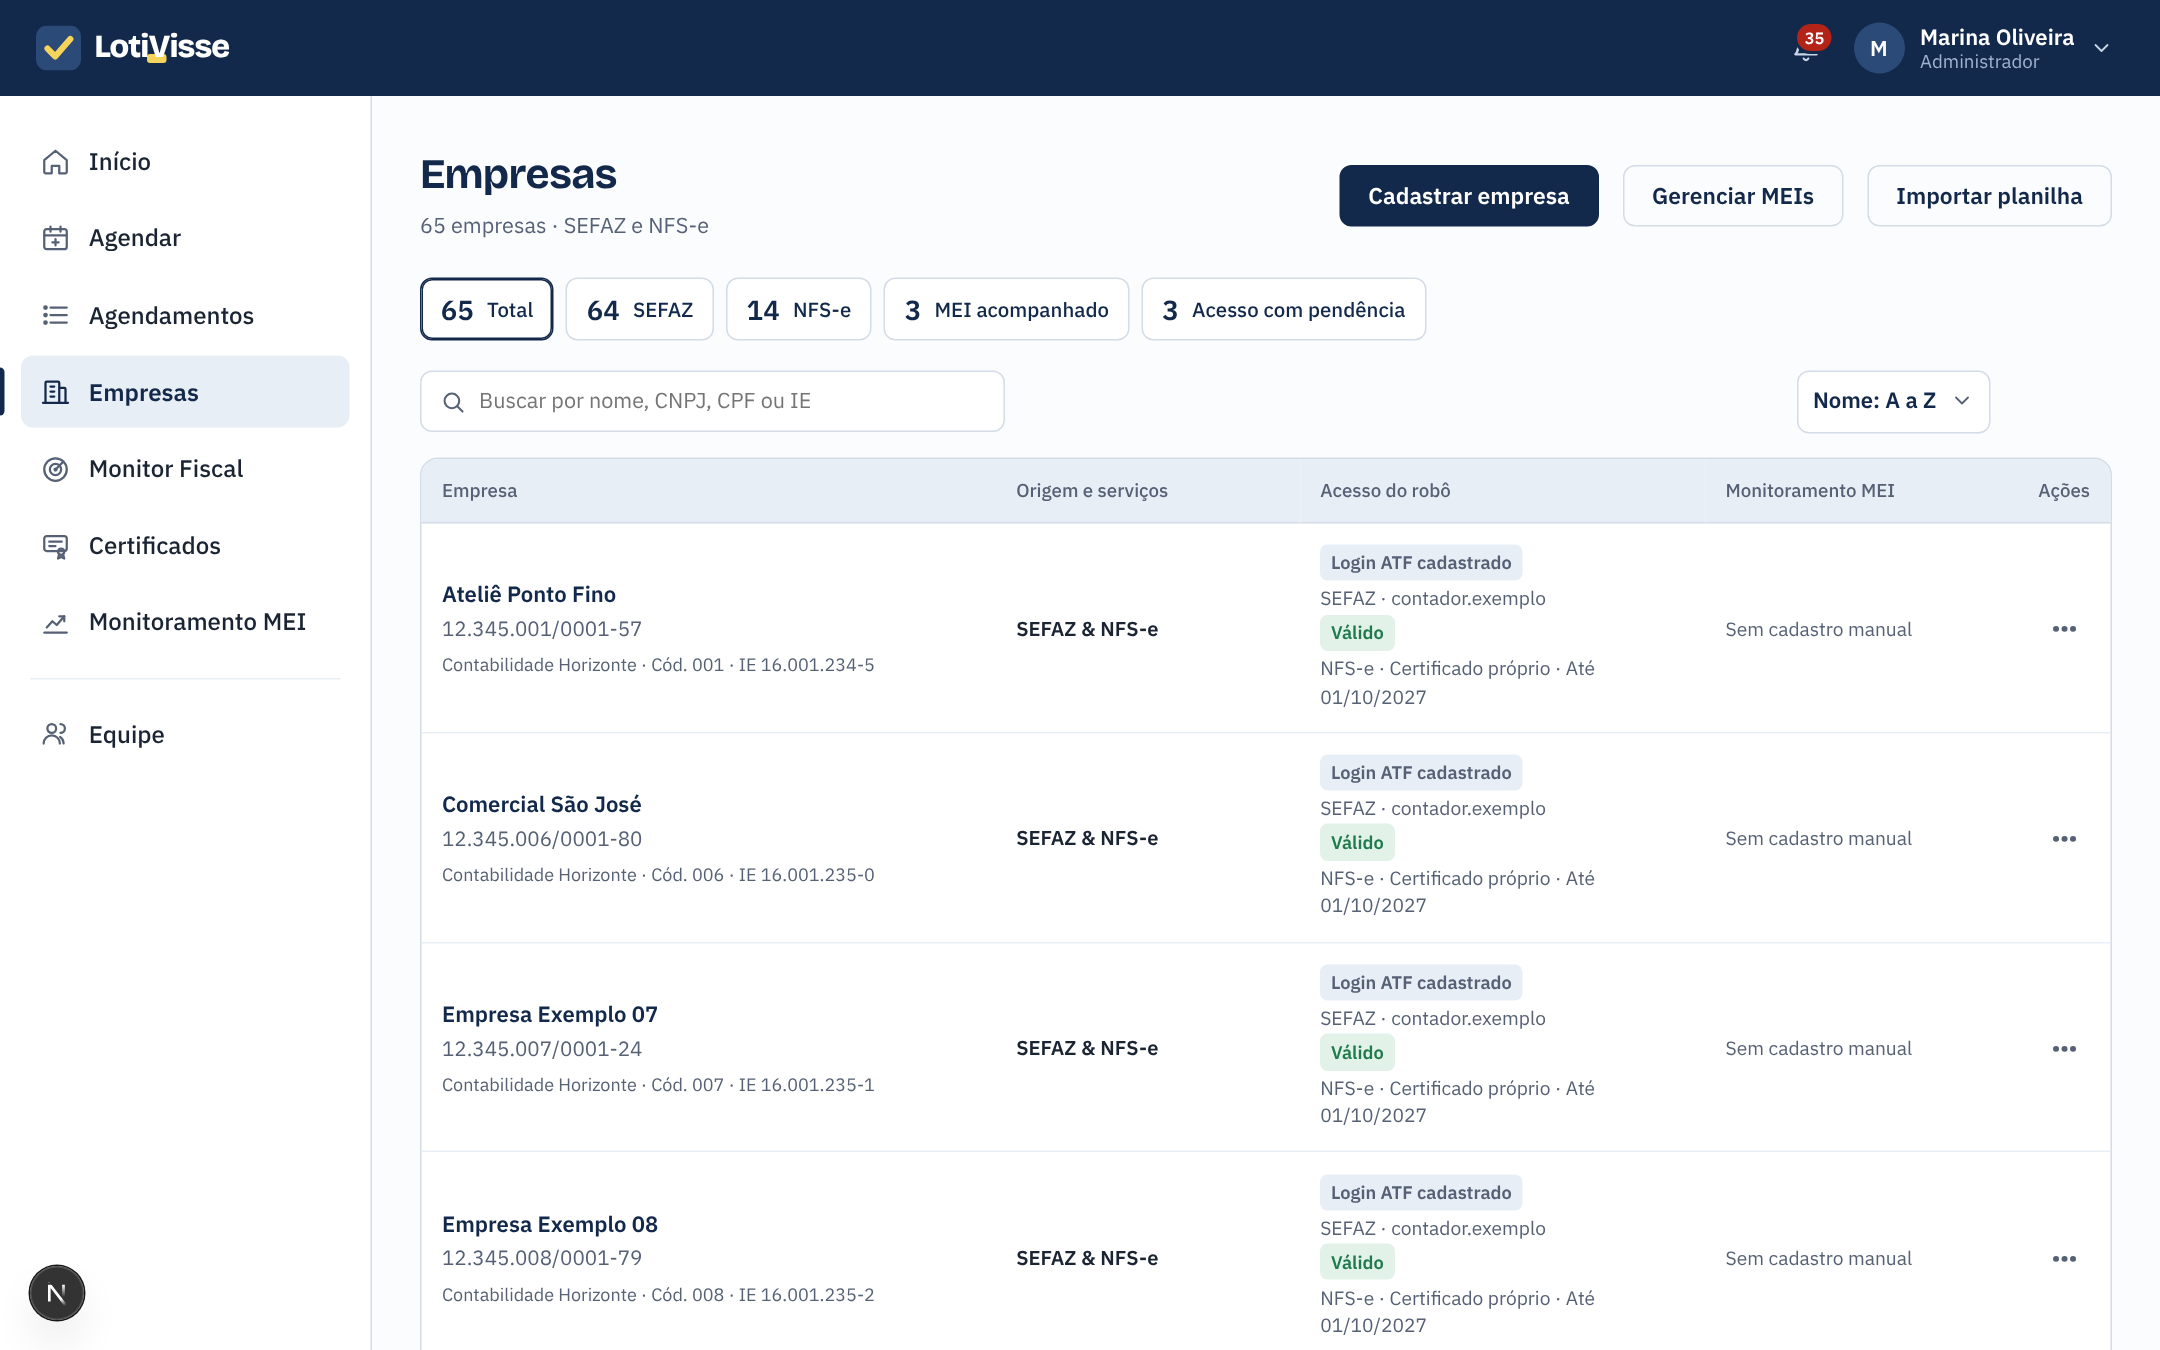 LotiVisse
35
M
Marina Oliveira
Administrador
Início
Agendar
Agendamentos
Empresas
Monitor Fiscal
Certificados
Monitoramento MEI
Equipe
N
Empresas
65 empresas · SEFAZ e NFS-e
Cadastrar empresa
Gerenciar MEIs
Importar planilha
65 Total
64 SEFAZ
14 NFS-e
3 MEI acompanhado
3 Acesso com pendência
Buscar por nome, CNPJ, CPF ou IE
Nome: A a Z
Empresa
Origem e serviços
Acesso do robô
Monitoramento MEI
Ações
Ateliê Ponto Fino
12.345.001/0001-57
Contabilidade Horizonte · Cód. 001 · IE 16.001.234-5
SEFAZ & NFS-e
Login ATF cadastrado
SEFAZ · contador.exemplo
Válido
NFS-e · Certificado próprio · Até
01/10/2027
Sem cadastro manual
Comercial São José
12.345.006/0001-80
Contabilidade Horizonte · Cód. 006 · IE 16.001.235-0
SEFAZ & NFS-e
Login ATF cadastrado
SEFAZ · contador.exemplo
Válido
NFS-e · Certificado próprio · Até
01/10/2027
Sem cadastro manual
Empresa Exemplo 07
12.345.007/0001-24
Contabilidade Horizonte · Cód. 007 · IE 16.001.235-1
SEFAZ & NFS-e
Login ATF cadastrado
SEFAZ · contador.exemplo
Válido
NFS-e · Certificado próprio · Até
01/10/2027
Sem cadastro manual
Empresa Exemplo 08
12.345.008/0001-79
Contabilidade Horizonte · Cód. 008 · IE 16.001.235-2
SEFAZ & NFS-e
Login ATF cadastrado
SEFAZ · contador.exemplo
Válido
NFS-e · Certificado próprio · Até
01/10/2027
Sem cadastro manual